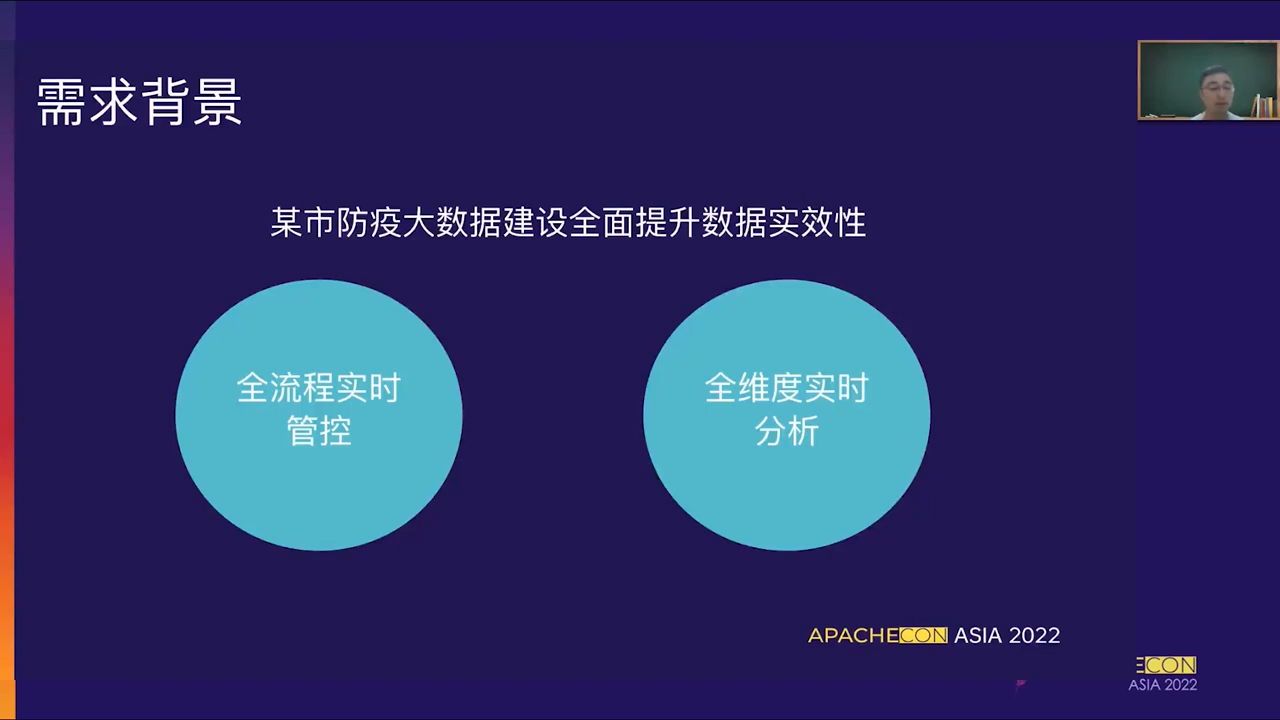 需求背景
某市防疫大数据建设全面提升数据实效性
全流程实时
管控
全维度实时
分析
APACHECON ASIA 2022
ECON
ASIA 2022